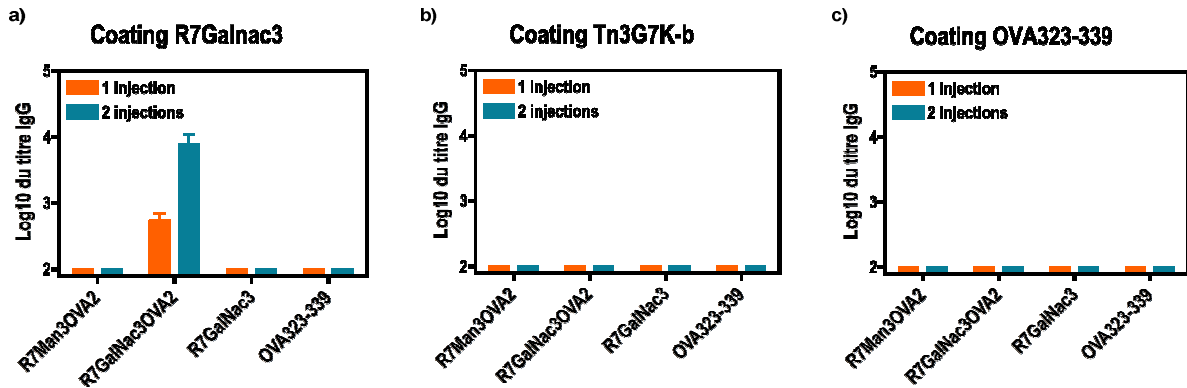 a)
Coating R7Galnac3
1 Injection
2 injections
Log10 du titre IgG
5
4
3
2
R7Man3OVA2
R7GalNac3OVA2
R7GalNac3
OVA323-339
b)
Coating Tn3G7K-b
1 Injection
2 injections
Log10 du titre IgG
5
4
3
2
R7Man3OVA2
R7GalNac3OVA2
R7GalNac3
OVA323-339
c)
Coating OVA323-339
1 Injection
2 Injections
Log10 du titre IgG
5
4
3
2
R7Man3OVA2
R7GalNac3OVA2
R7GalNac3
OVA323-339